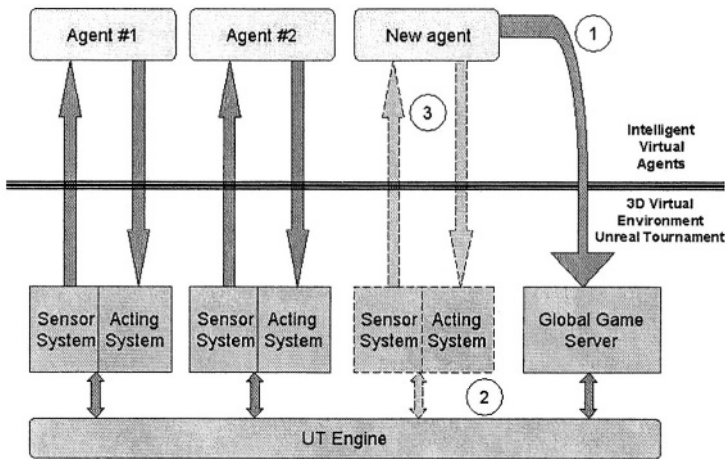 Agent #1
Agent #2
New agent
1
3
Intelligent
Virtual
Agents
3D Virtual
Environment
Unreal Tournament
Sensor
System
Acting
System
Sensor
System
Acting
System
Sensor
System
Acting
System
Global Game
Server
2
UT Engine